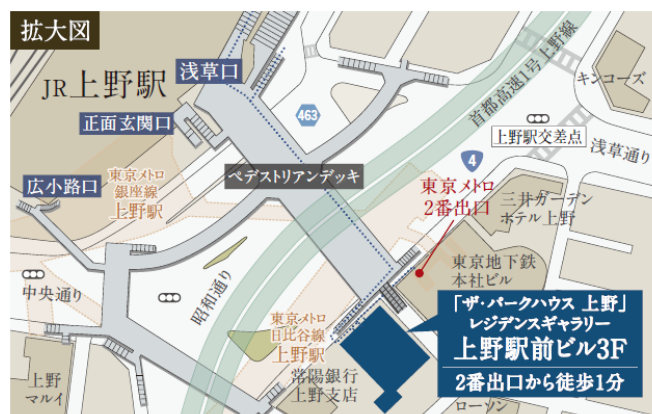 拡大図
JR上野駅
浅草口
正面玄関口
広小路口
463
首都高速1号上野線
キンコーズ
上野駅交差点
浅草通り
4
東京メトロ
銀座線
上野駅
ペデストリアンデッキ
東京メトロ
2番出口
三井ガーデン
ホテル上野
東京地下鉄
本社ビル
中央通り
昭和通り
東京メトロ
日比谷線
上野駅
上野
マルイ
常陽銀行
上野支店
「ザ・パークハウス 上野」
レジデンスギャラリー
上野駅前ビル3F
2番出口から徒歩1分
ローソン